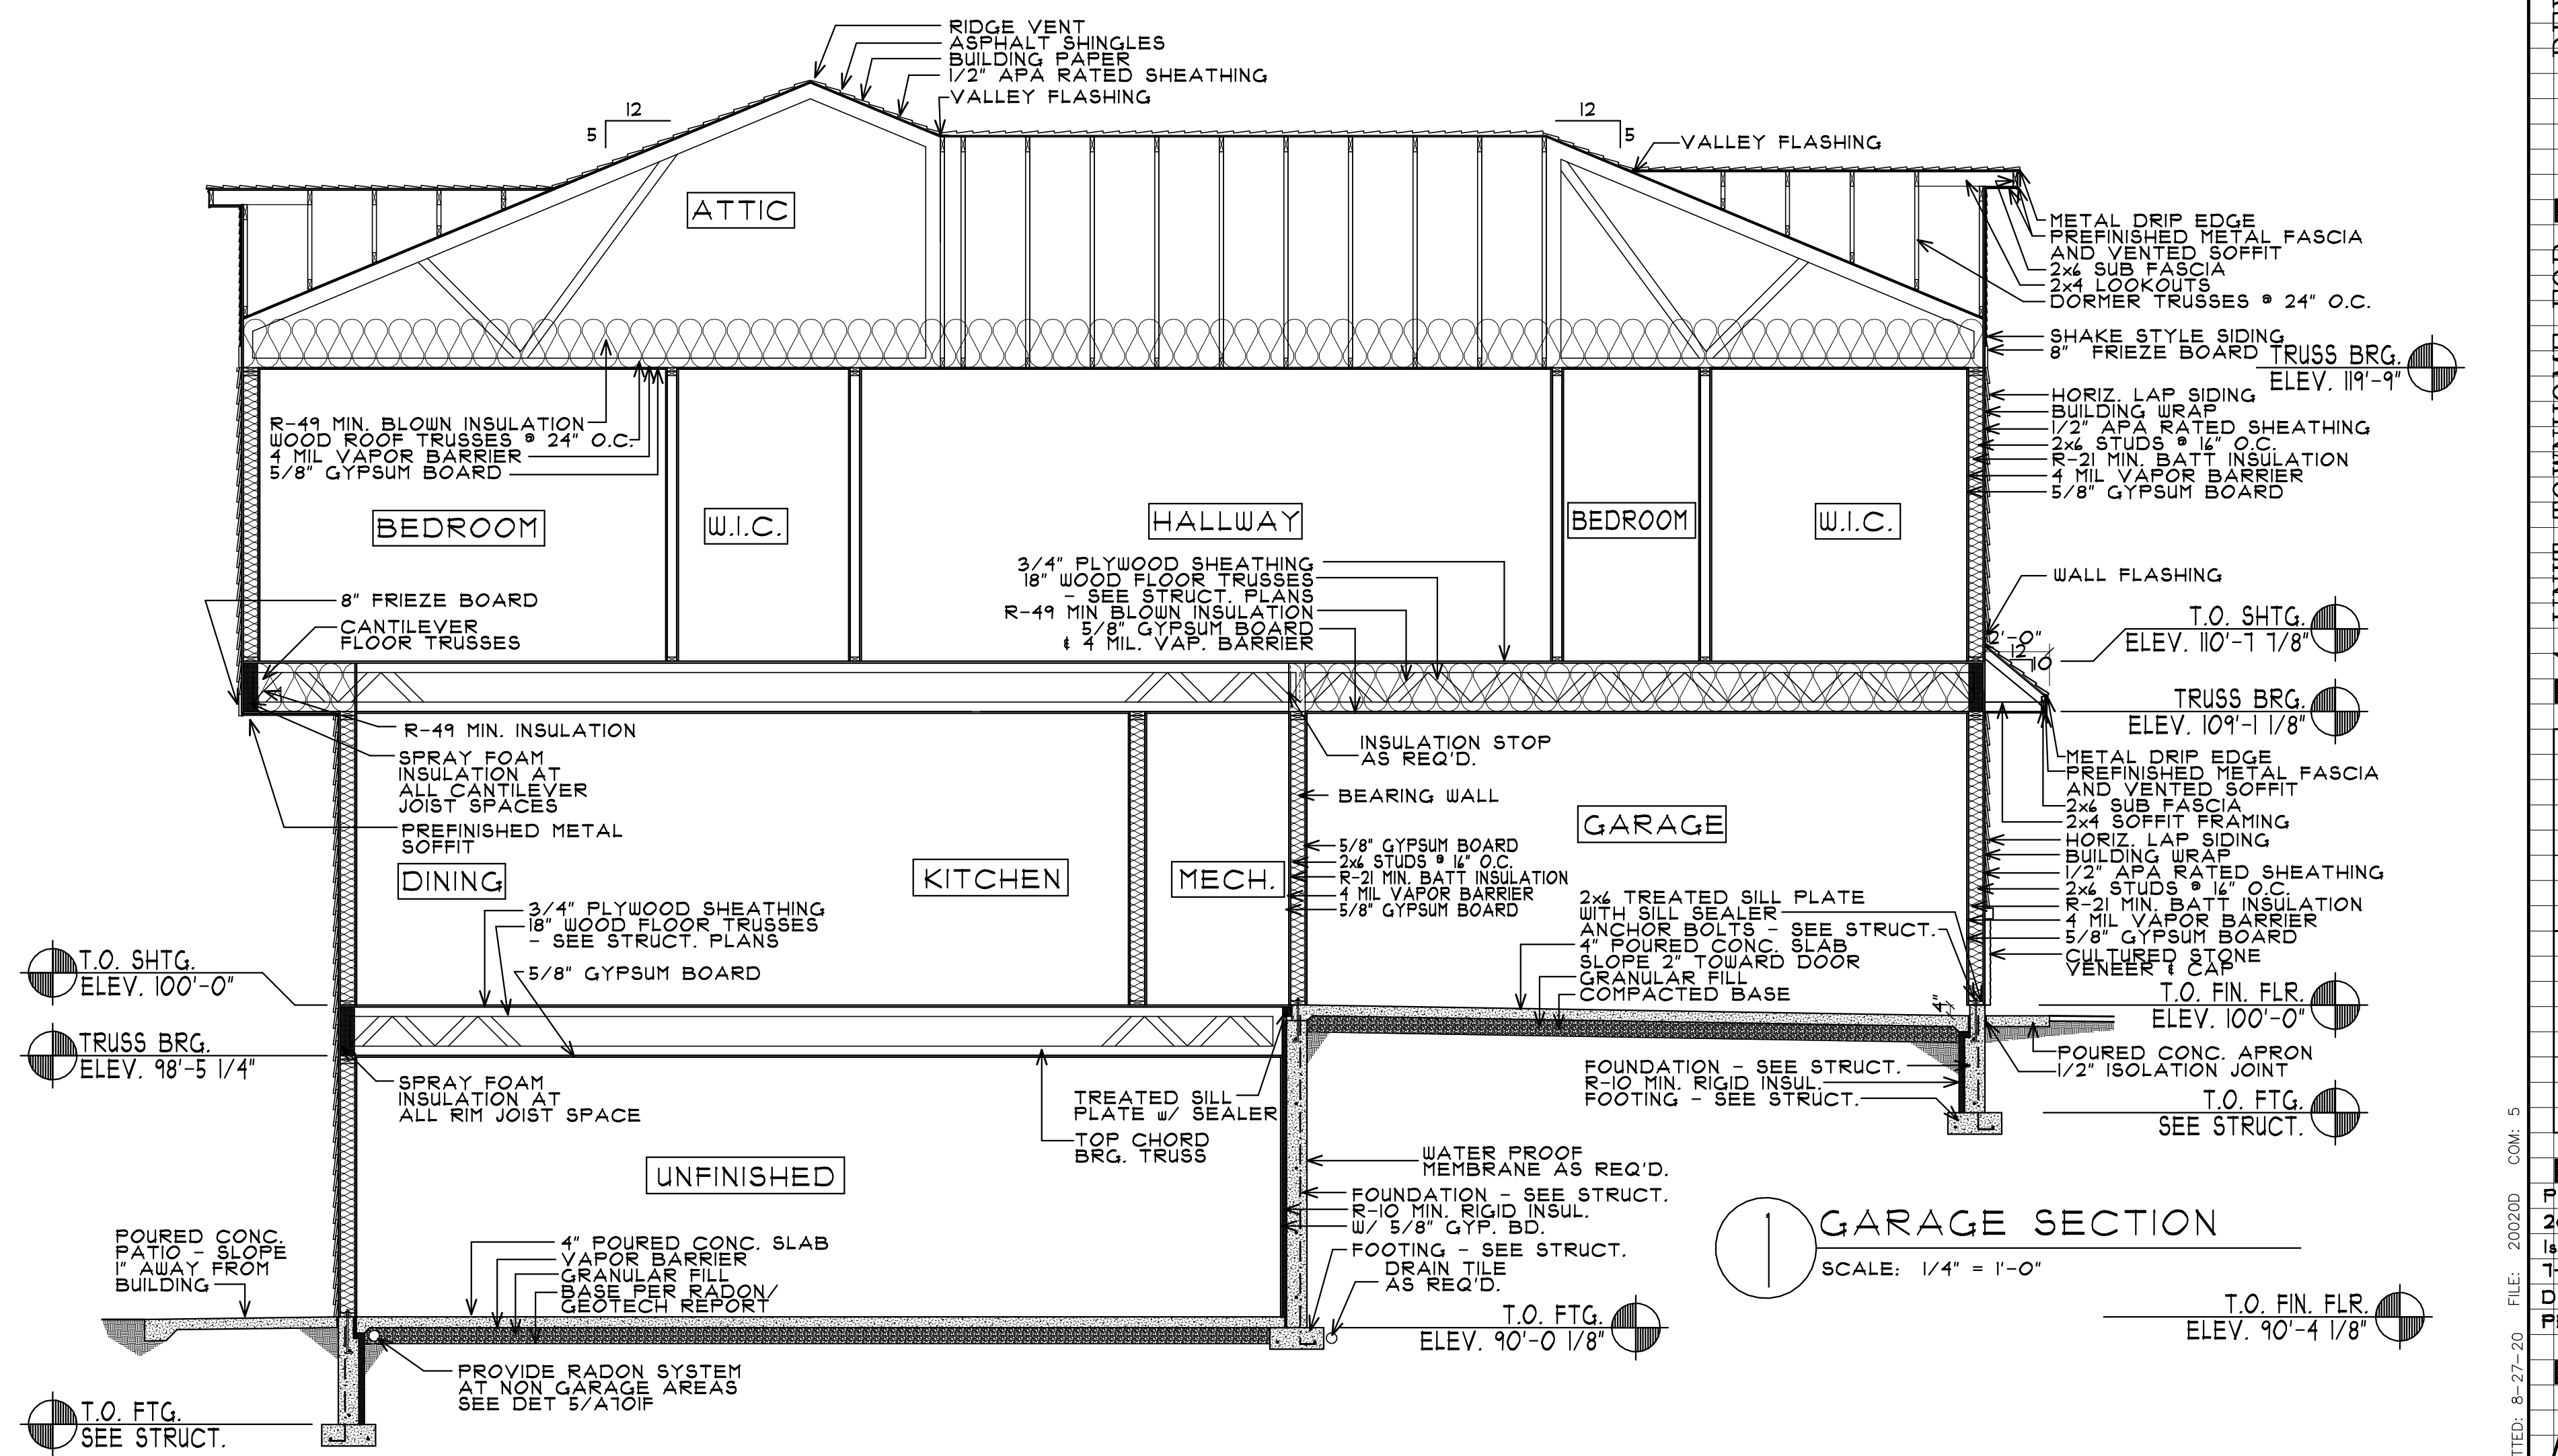 RIDGE VENT
ASPHALT SHINGLES
BUILDING PAPER
1/2" APA RATED SHEATHING
VALLEY FLASHING
12
5
12
5
VALLEY FLASHING
ATTIC
METAL DRIP EDGE
PREFINISHED METAL FASCIA
AND VENTED SOFFIT
2x6 SUB FASCIA
2x4 LOOKOUTS
DORMER TRUSSES @ 24" O.C.
SHAKE STYLE SIDING
8" FRIEZE BOARD
TRUSS BRG.
ELEV. 119'-9"
R-49 MIN. BLOWN INSULATION
WOOD ROOF TRUSSES @ 24" O.C.
4 MIL VAPOR BARRIER
5/8" GYPSUM BOARD
HORIZ. LAP SIDING
BUILDING WRAP
1/2" APA RATED SHEATHING
2x6 STUDS @ 16" O.C.
R-21 MIN. BATT INSULATION
4 MIL VAPOR BARRIER
5/8" GYPSUM BOARD
BEDROOM
W.I.C.
HALLWAY
BEDROOM
W.I.C.
3/4" PLYWOOD SHEATHING
18" WOOD FLOOR TRUSSES
- SEE STRUCT. PLANS
R-49 MIN BLOWN INSULATION
5/8" GYPSUM BOARD
& 4 MIL. VAP. BARRIER
8" FRIEZE BOARD
CANTILEVER
FLOOR TRUSSES
WALL FLASHING
T.O. SHTG.
ELEV. 110'-7 7/8"
2'-0"
12
10
TRUSS BRG.
ELEV. 109'-1 1/8"
R-49 MIN. INSULATION
SPRAY FOAM
INSULATION AT
ALL CANTILEVER
JOIST SPACES
PREFINISHED METAL
SOFFIT
INSULATION STOP
AS REQ'D.
BEARING WALL
GARAGE
METAL DRIP EDGE
PREFINISHED METAL FASCIA
AND VENTED SOFFIT
2x6 SUB FASCIA
2x4 SOFFIT FRAMING
HORIZ. LAP SIDING
BUILDING WRAP
1/2" APA RATED SHEATHING
2x6 STUDS @ 16" O.C.
R-21 MIN. BATT INSULATION
4 MIL VAPOR BARRIER
5/8" GYPSUM BOARD
CULTURED STONE
VENEER & CAP
DINING
KITCHEN
MECH.
5/8" GYPSUM BOARD
2x6 STUDS @ 16" O.C.
R-21 MIN. BATT INSULATION
4 MIL VAPOR BARRIER
5/8" GYPSUM BOARD
2x6 TREATED SILL PLATE
WITH SILL SEALER
ANCHOR BOLTS - SEE STRUCT.
4" POURED CONC. SLAB
SLOPE 2" TOWARD DOOR
GRANULAR FILL
COMPACTED BASE
3/4" PLYWOOD SHEATHING
18" WOOD FLOOR TRUSSES
- SEE STRUCT. PLANS
5/8" GYPSUM BOARD
T.O. SHTG.
ELEV. 100'-0"
TRUSS BRG.
ELEV. 98'-5 1/4"
4"
T.O. FIN. FLR.
ELEV. 100'-0"
POURED CONC. APRON
1/2" ISOLATION JOINT
T.O. FTG.
SEE STRUCT.
FOUNDATION - SEE STRUCT.
R-10 MIN. RIGID INSUL.
FOOTING - SEE STRUCT.
SPRAY FOAM
INSULATION AT
ALL RIM JOIST SPACE
TREATED SILL
PLATE w/ SEALER
TOP CHORD
BRG. TRUSS
UNFINISHED
WATER PROOF
MEMBRANE AS REQ'D.
FOUNDATION - SEE STRUCT.
R-10 MIN. RIGID INSUL.
W/ 5/8" GYP. BD.
FOOTING - SEE STRUCT.
DRAIN TILE
AS REQ'D.
T.O. FTG.
ELEV. 90'-0 1/8"
1
GARAGE SECTION
SCALE: 1/4" = 1'-0"
T.O. FIN. FLR.
ELEV. 90'-4 1/8"
POURED CONC.
PATIO - SLOPE
1" AWAY FROM
BUILDING
4" POURED CONC. SLAB
VAPOR BARRIER
GRANULAR FILL
BASE PER RADON/
GEOTECH REPORT
PROVIDE RADON SYSTEM
AT NON GARAGE AREAS
SEE DET 5/A701F
T.O. FTG.
SEE STRUCT.
8-27-20 FILE: 20020D COM: 5